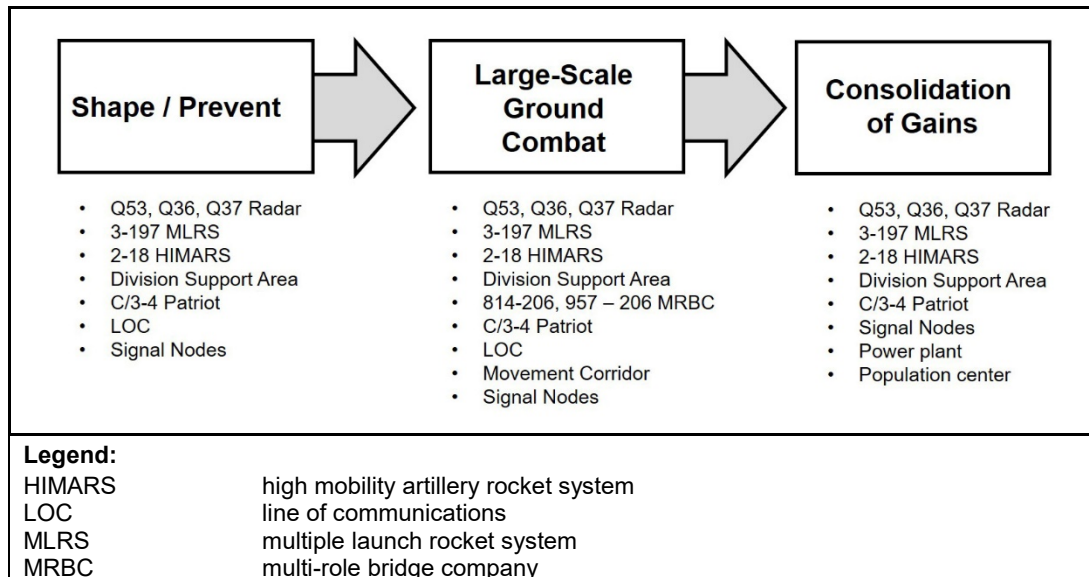 Shape / Prevent
Large-Scale
Ground
Combat
Consolidation
of Gains
• Q53, Q36, Q37 Radar
• 3-197 MLRS
• 2-18 HIMARS
• Division Support Area
• C/3-4 Patriot
• LOC
• Signal Nodes
• Q53, Q36, Q37 Radar
• 3-197 MLRS
• 2-18 HIMARS
• Division Support Area
• 814-206, 957 – 206 MRBC
• C/3-4 Patriot
• LOC
• Movement Corridor
• Signal Nodes
• Q53, Q36, Q37 Radar
• 3-197 MLRS
• 2-18 HIMARS
• Division Support Area
• C/3-4 Patriot
• Signal Nodes
• Power plant
• Population center
Legend:
HIMARS high mobility artillery rocket system
LOC line of communications
MLRS multiple launch rocket system
MRBC multi-role bridge company